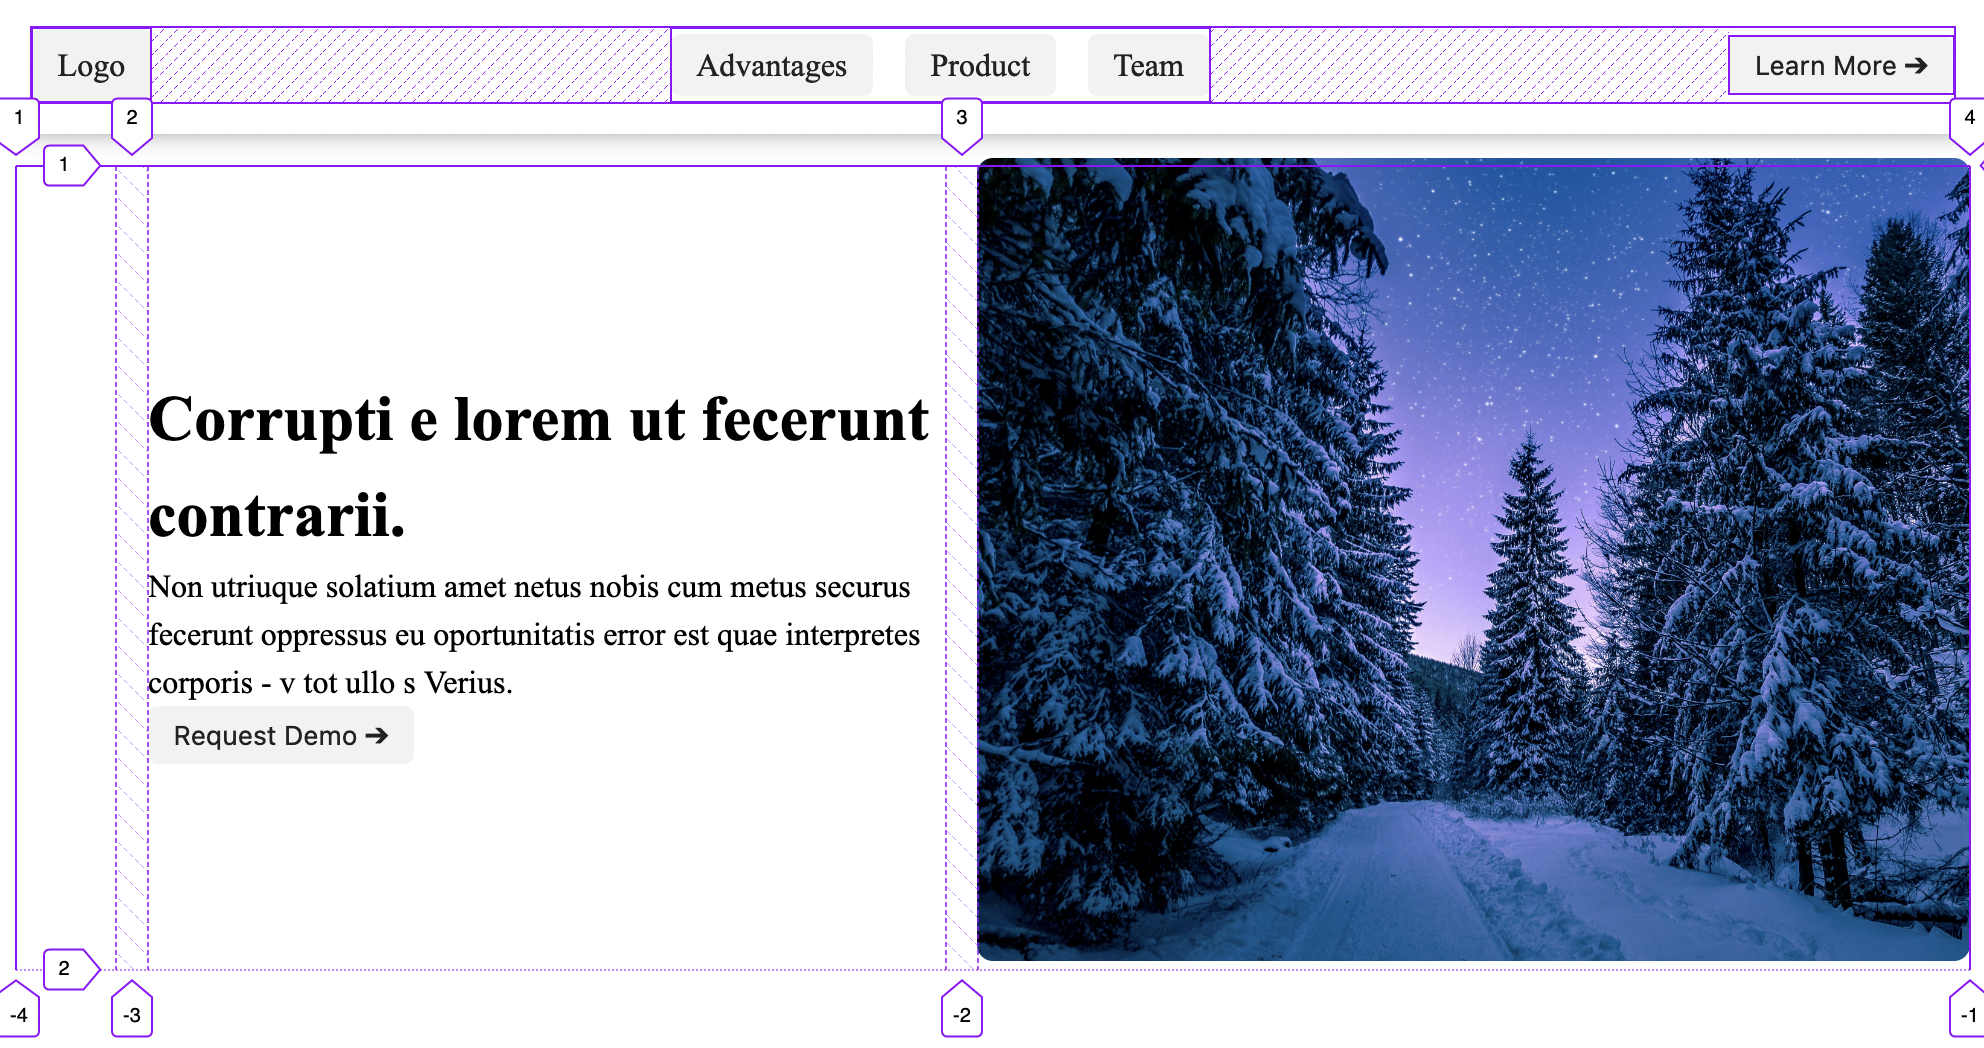 Logo
Advantages
Product
Team
Learn More ➔
1
2
3
4
1
Corrupti e lorem ut fecerunt
contrarii.
Non utriuque solatium amet netus nobis cum metus securus
fecerunt oppressus eu oportunitatis error est quae interpretes
corporis - v tot ullo s Verius.
Request Demo ➔
2
-4
-3
-2
-1